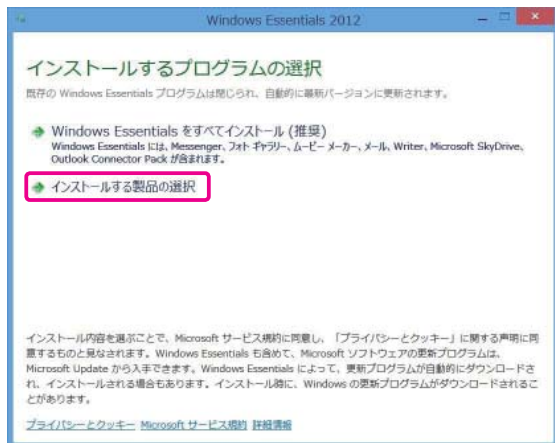 Windows Essentials 2012
インストールするプログラムの選択
既存の Windows Essentials プログラムは閉じられ、自動的に最新バージョンに更新されます。
Windows Essentials をすべてインストール (推奨)
Windows Essentials には、Messenger、フォト ギャラリー、ムービー メーカー、メール、Writer、Microsoft SkyDrive、
Outlook Connector Pack が含まれます。
インストールする製品の選択
インストール内容を選ぶことで、Microsoft サービス規約に同意し、「プライバシーとクッキー」に関する声明に同
意するものと見なされます。Windows Essentials も含めて、Microsoft ソフトウェアの更新プログラムは、
Microsoft Update から入手できます。Windows Essentials によって、更新プログラムが自動的にダウンロードさ
れ、インストールされる場合もあります。インストール時に、Windows の更新プログラムがダウンロードされるこ
とがあります。
プライバシーとクッキー Microsoft サービス規約 詳細情報